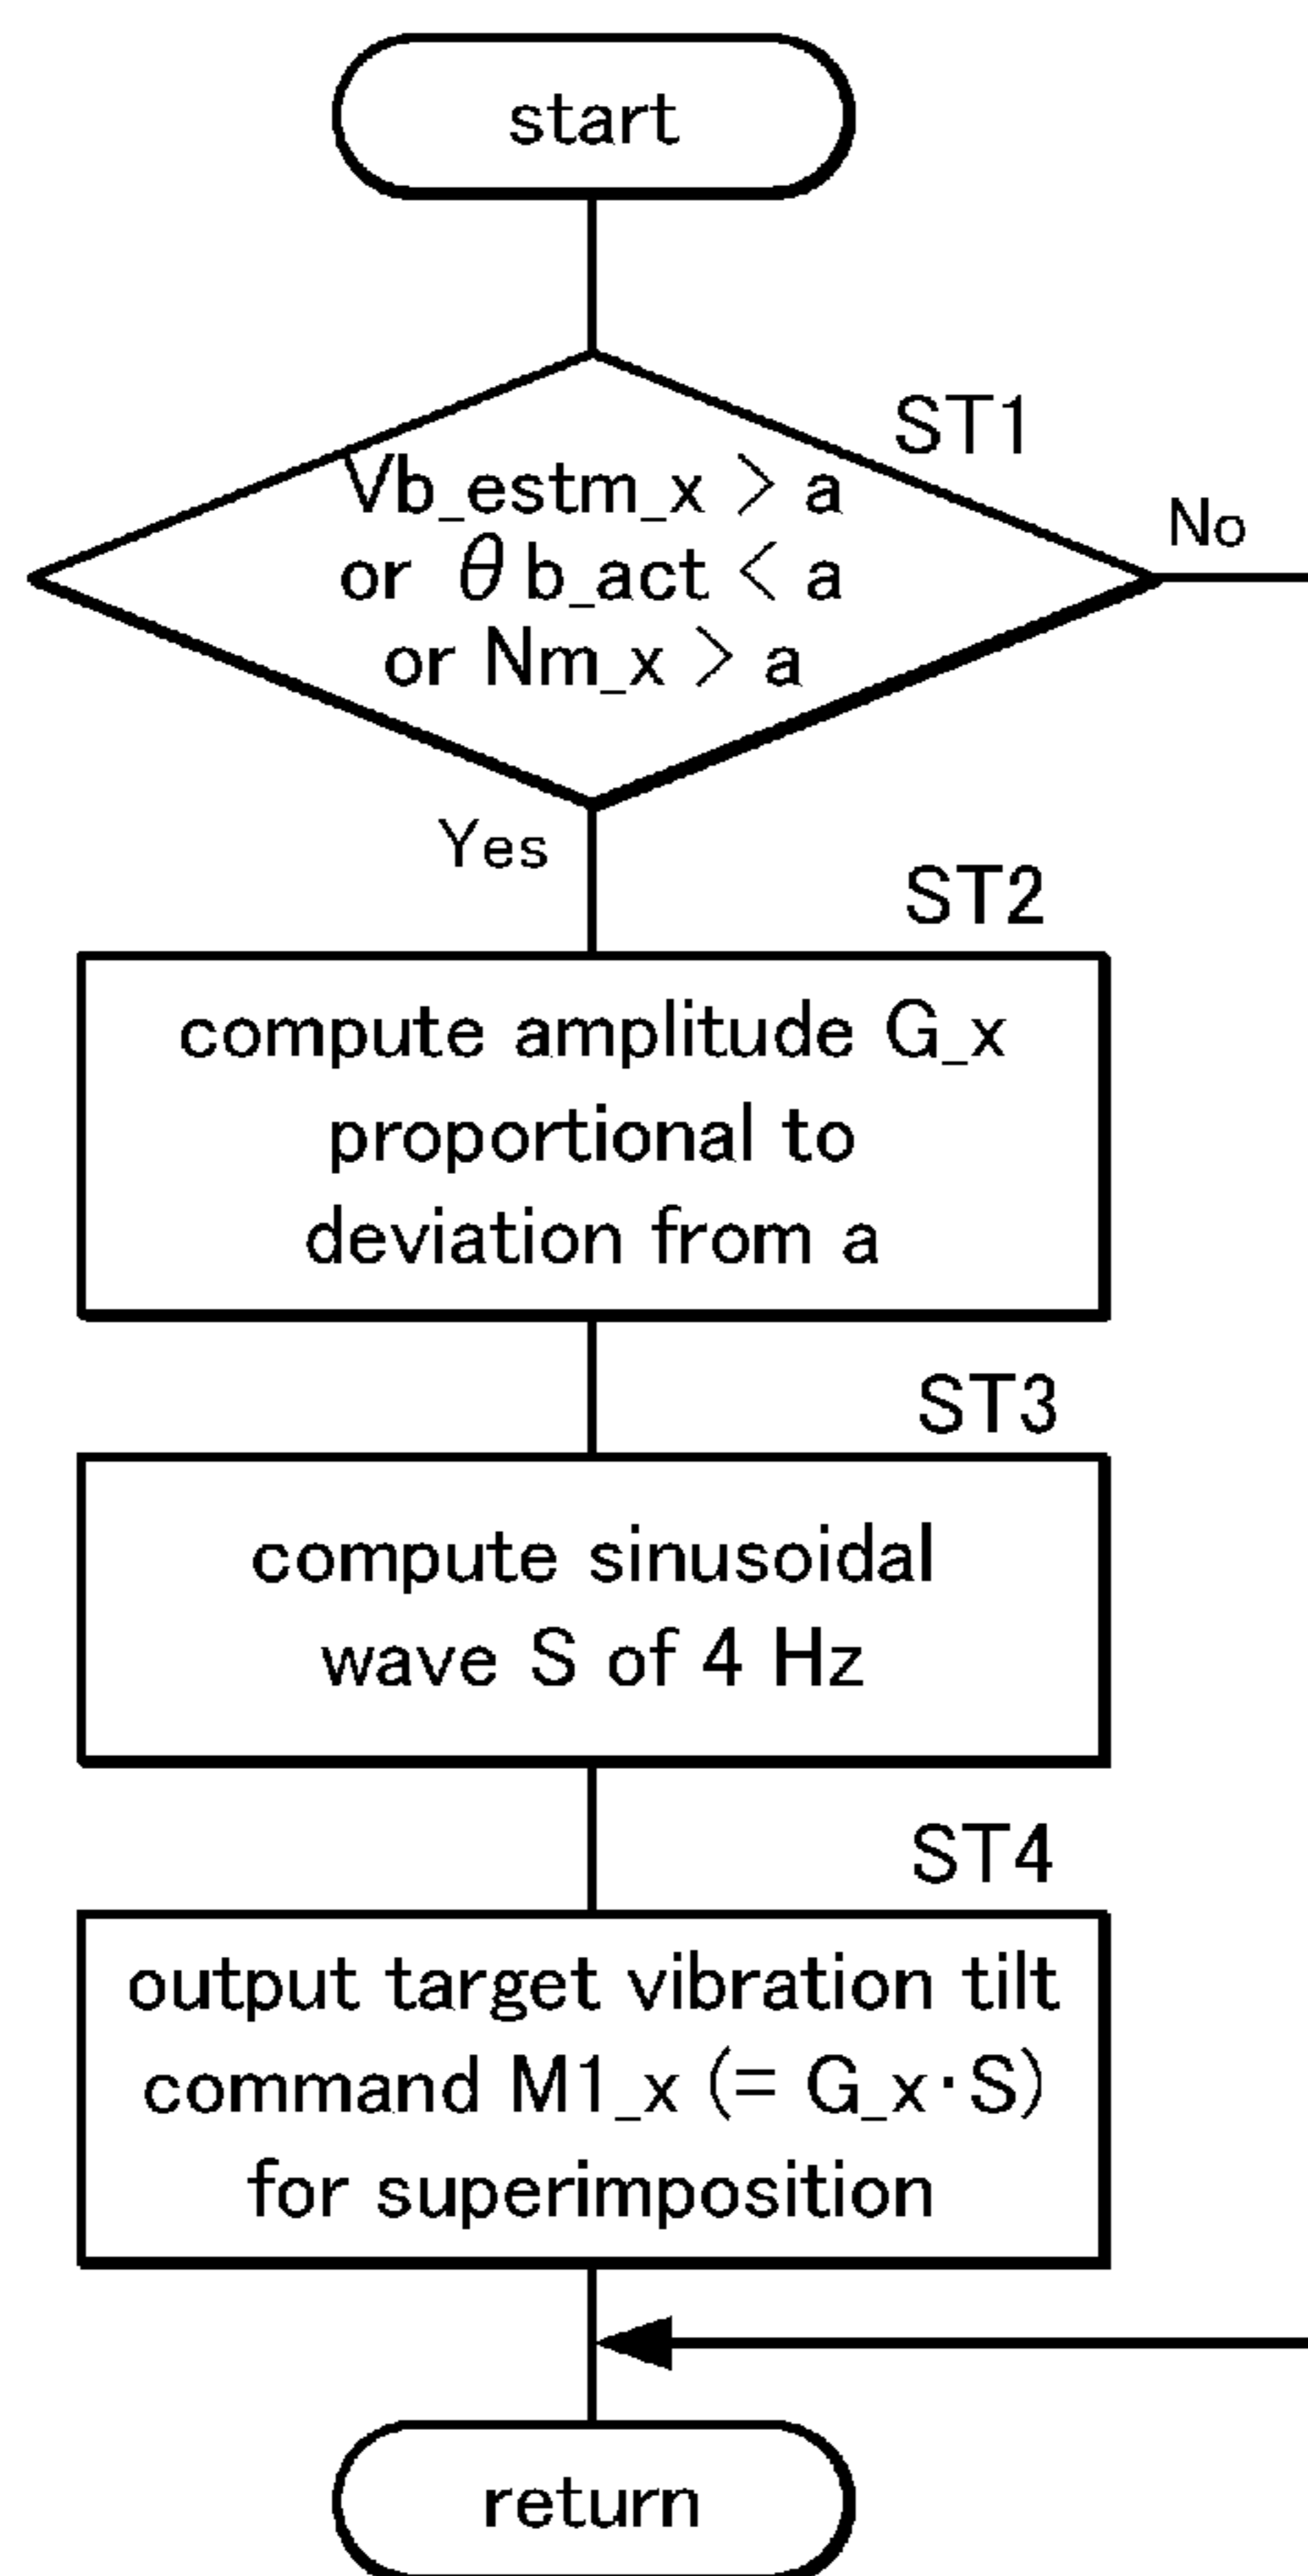 start
ST1
Vb_estm_x > a
or θb_act < a
or Nm_x > a
No
Yes
ST2
compute amplitude G_x
proportional to
deviation from a
ST3
compute sinusoidal
wave S of 4 Hz
ST4
output target vibration tilt
command M1_x (= G_x·S)
for superimposition
return